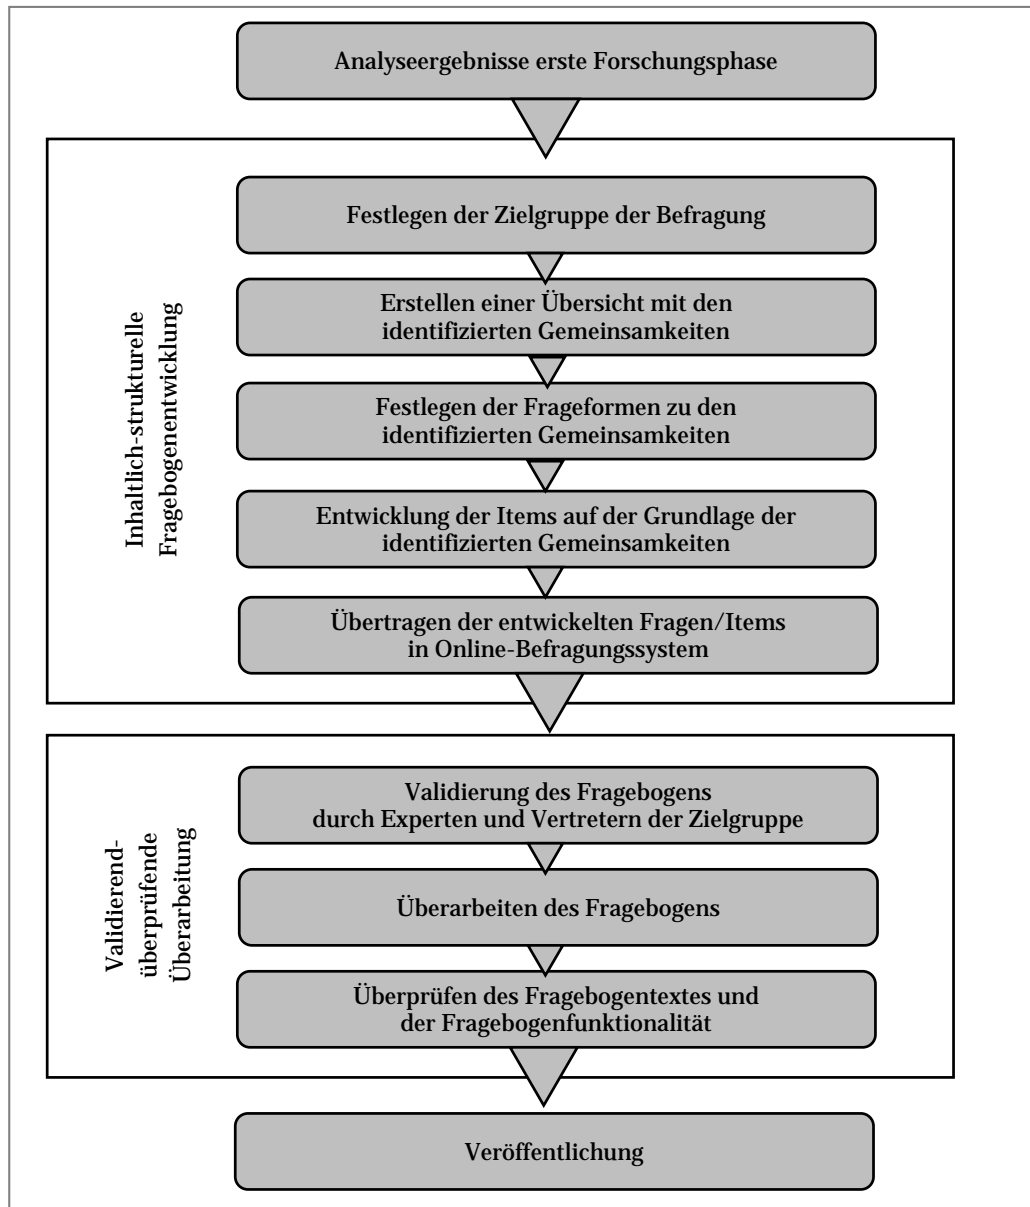 Analyseergebnisse erste Forschungsphase
Inhaltlich-strukturelle
Fragebogenentwicklung
Festlegen der Zielgruppe der Befragung
Erstellen einer Übersicht mit den
identifizierten Gemeinsamkeiten
Festlegen der Frageformen zu den
identifizierten Gemeinsamkeiten
Entwicklung der Items auf der Grundlage der
identifizierten Gemeinsamkeiten
Übertragen der entwickelten Fragen/Items
in Online-Befragungssystem
Validierend-
überprüfende
Überarbeitung
Validierung des Fragebogens
durch Experten und Vertretern der Zielgruppe
Überarbeiten des Fragebogens
Überprüfen des Fragebogentextes und
der Fragebogenfunktionalität
Veröffentlichung